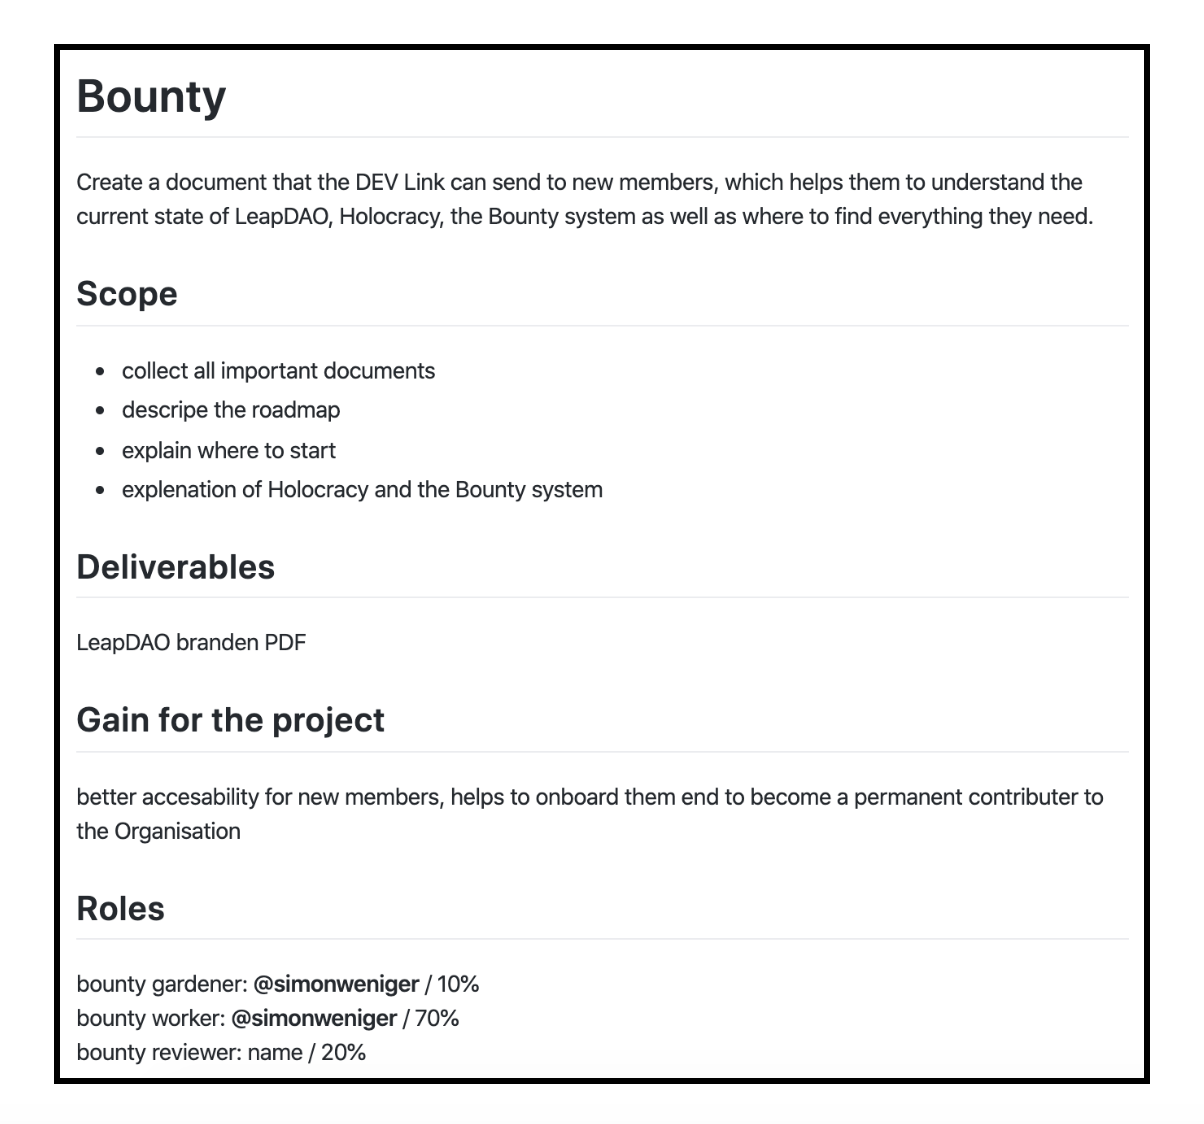 Bounty
Create a document that the DEV Link can send to new members, which helps them to understand the
current state of LeapDAO, Holocracy, the Bounty system as well as where to find everything they need.
Scope
• collect all important documents
• descripe the roadmap
• explain where to start
• explenation of Holocracy and the Bounty system
Deliverables
LeapDAO branden PDF
Gain for the project
better accesability for new members, helps to onboard them end to become a permanent contributer to
the Organisation
Roles
bounty gardener: @simonweniger / 10%
bounty worker: @simonweniger / 70%
bounty reviewer: name / 20%